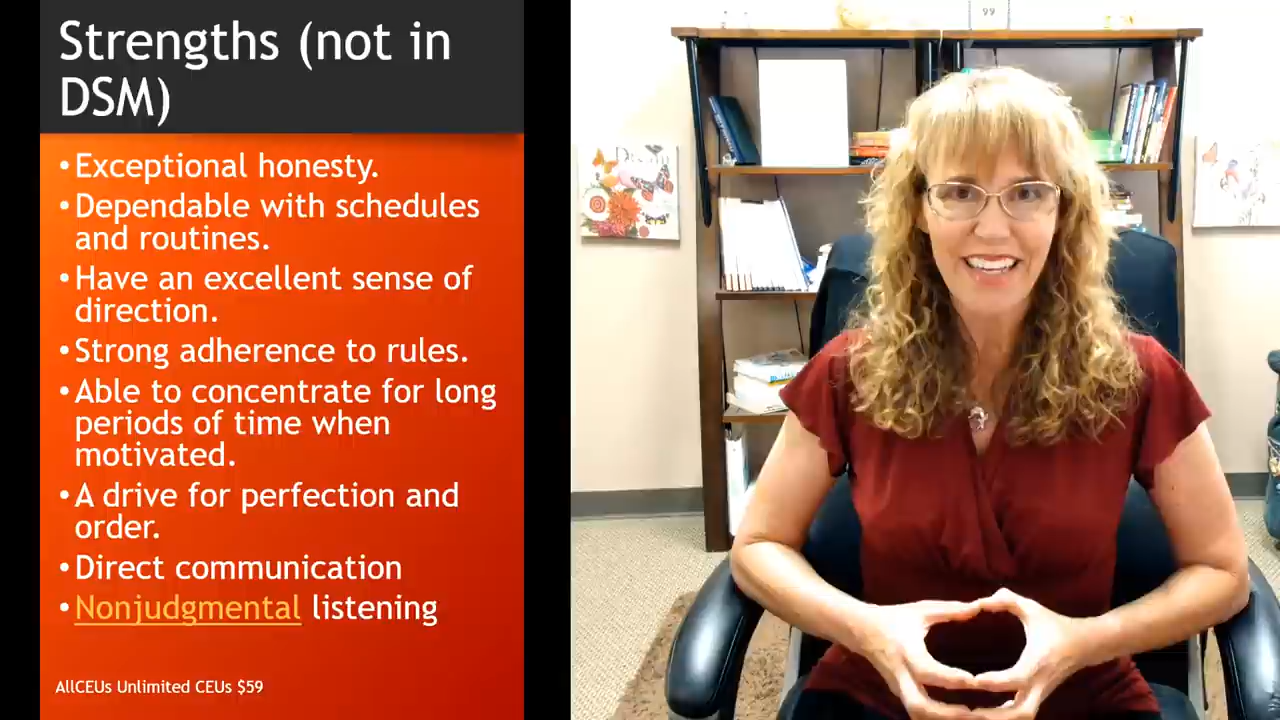 Strengths (not in
DSM)
•Exceptional honesty.
•Dependable with schedules
and routines.
•Have an excellent sense of
direction.
•Strong adherence to rules.
•Able to concentrate for long
periods of time when
motivated.
•A drive for perfection and
order.
•Direct communication
•Nonjudgmental listening
AllCEUs Unlimited CEUs $59
99